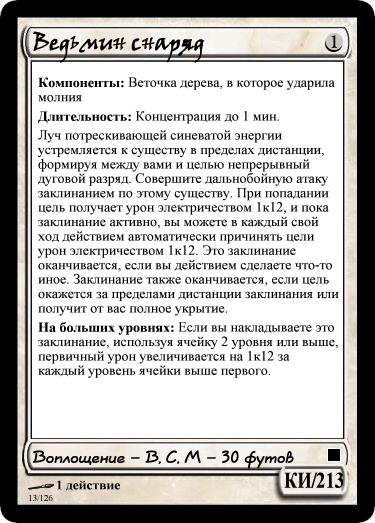 Ведьмин снаряд 1
Компоненты: Веточка дерева, в которое ударила
молния
Длительность: Концентрация до 1 мин.
Луч потрескивающей синеватой энергии
устремляется к существу в пределах дистанции,
формируя между вами и целью непрерывный
дуговой разряд. Совершите дальнобойную атаку
заклинанием по этому существу. При попадании
цель получает урон электричеством 1к12, и пока
заклинание активно, вы можете в каждый свой
ход действием автоматически причинять цели
урон электричеством 1к12. Это заклинание
оканчивается, если вы действием сделаете что-то
иное. Заклинание также оканчивается, если цель
окажется за пределами дистанции заклинания или
получит от вас полное укрытие.
На больших уровнях: Если вы накладываете это
заклинание, используя ячейку 2 уровня или выше,
первичный урон увеличивается на 1к12 за
каждый уровень ячейки выше первого.
Воплощение – В, С, М – 30 футов
КИ/213
1 действие
13/126